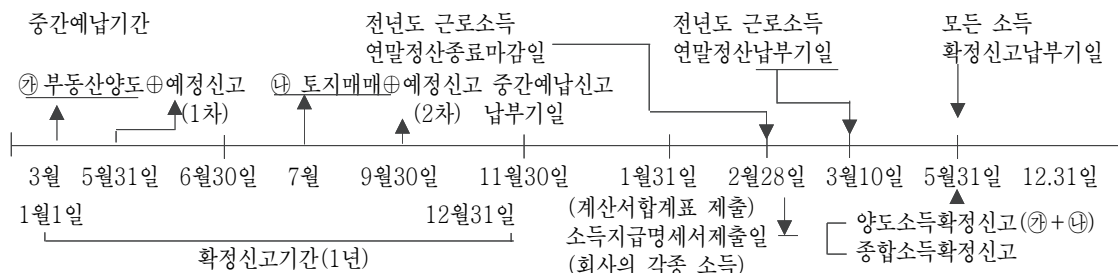 중간예납기간
전년도 근로소득
연말정산종료마감일
전년도 근로소득
연말정산납부기일
모든 소득
확정신고납부기일
㉮ 부동산양도⊕예정신고
(1차)
㉯ 토지매매⊕예정신고
(2차)
중간예납신고
납부기일
3월 5월31일 6월30일 7월 9월30일 11월30일 1월31일 2월28일 3월10일 5월31일 12.31일
1월1일
12월31일
확정신고기간(1년)
(계산서합계표 제출)
소득지급명세서제출일
(회사의 각종 소득)
양도소득확정신고(㉮+㉯)
종합소득확정신고